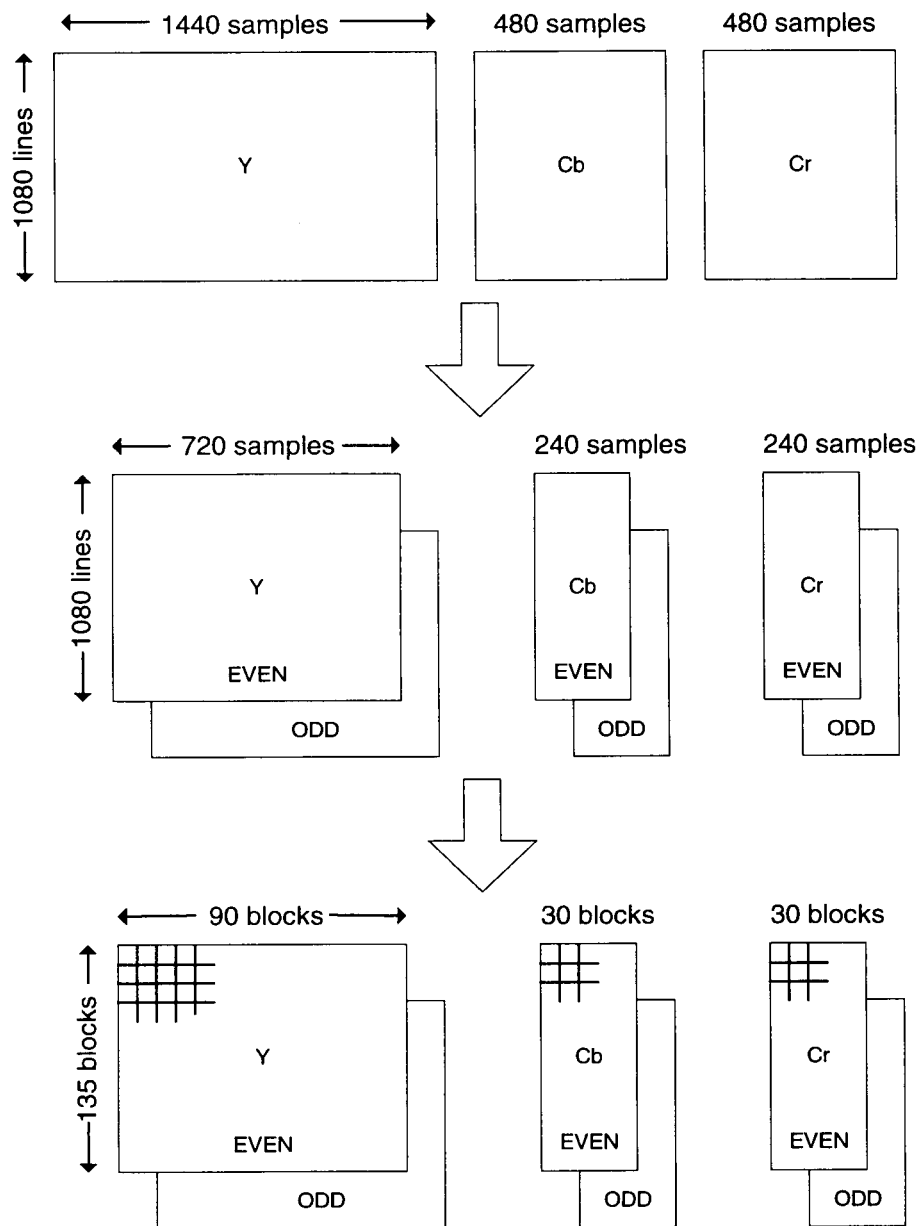 1440 samples 480 samples 480 samples
1080 lines
Y Cb Cr
720 samples 240 samples 240 samples
1080 lines
Y Cb Cr
EVEN EVEN EVEN
ODD ODD ODD
90 blocks 30 blocks 30 blocks
135 blocks
Y Cb Cr
EVEN EVEN EVEN
ODD ODD ODD